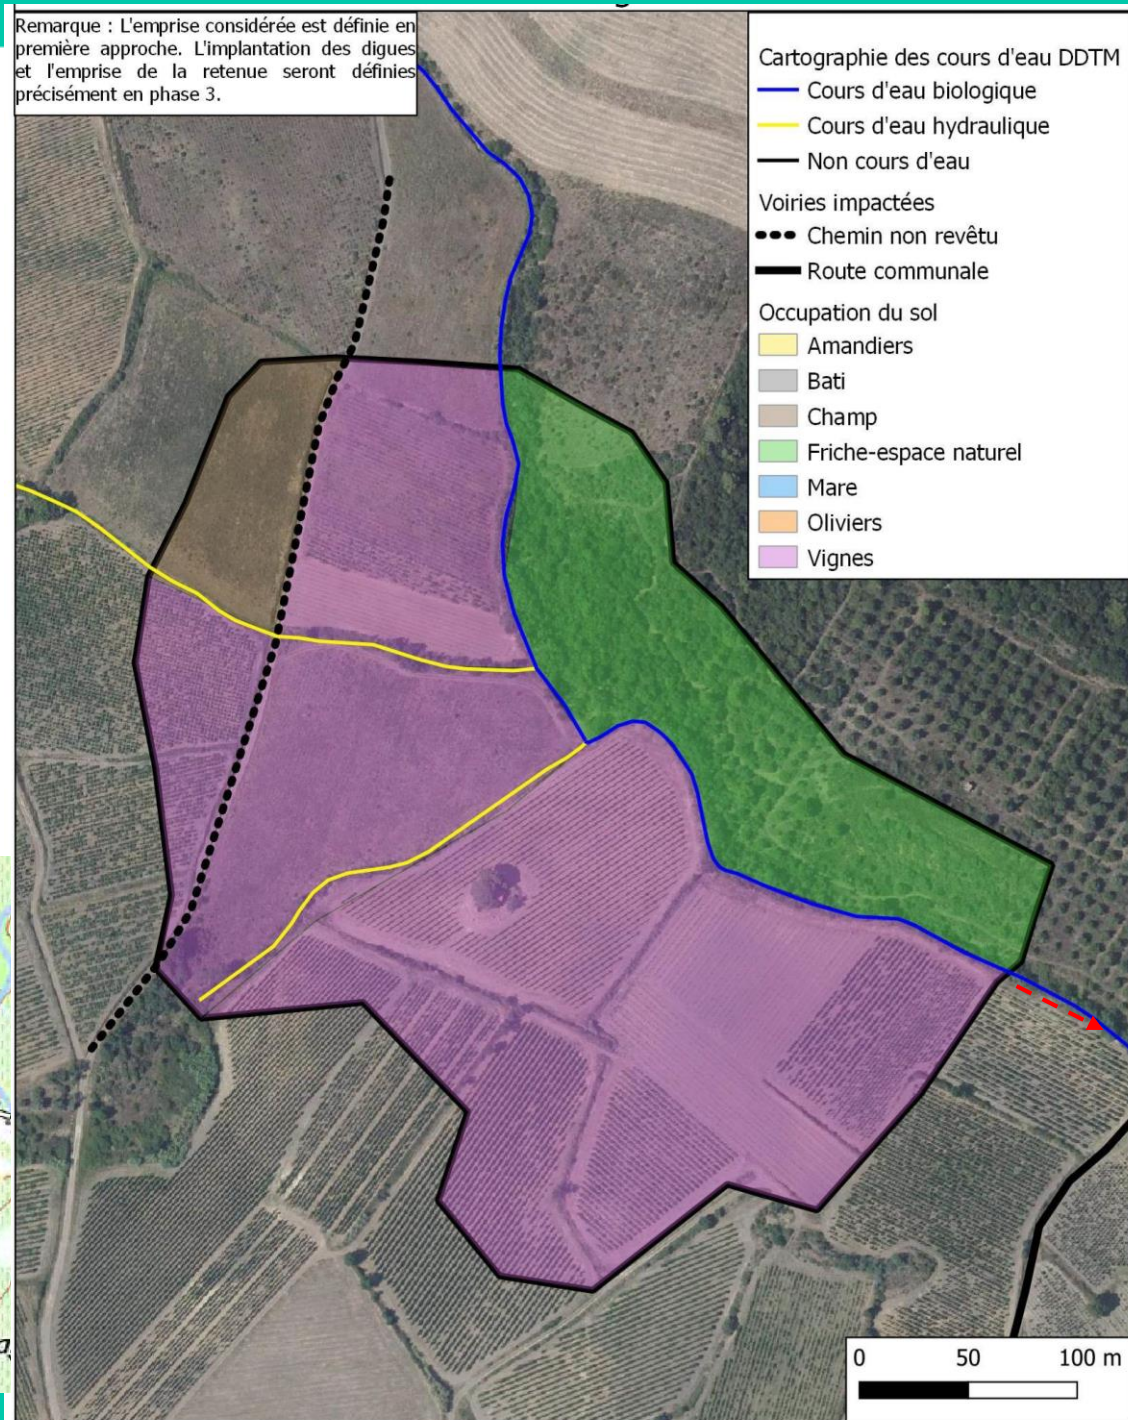 Remarque : L'emprise considérée est définie en
première approche. L'implantation des digues
et l'emprise de la retenue seront définies
précisément en phase 3.
Cartographie des cours d'eau DDTM
Cours d'eau biologique
Cours d'eau hydraulique
Non cours d'eau
Voiries impactées
Chemin non revêtu
Route communale
Occupation du sol
Amandiers
Bati
Champ
Friche-espace naturel
Mare
Oliviers
Vignes
0 50 100 m